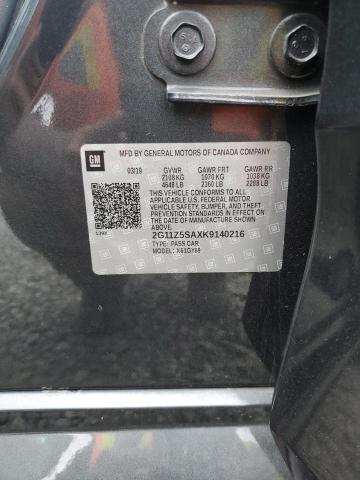 GM
MFD BY GENERAL MOTORS OF CANADA COMPANY
03/19 GVWR GAWR FRT GAWR RR
2108 KG 1070 KG 1038 KG
4648 LB 2360 LB 2288 LB
THIS VEHICLE CONFORMS TO ALL
APPLICABLE U.S. FEDERAL MOTOR
VEHICLE SAFETY, BUMPER, AND THEFT
PREVENTION STANDARDS IN EFFECT
ON THE DATE OF MANUFACTURE
SHOWN ABOVE.
2G11Z5SAXK9140216
TYPE: PASS CAR
MODEL: X61GY69